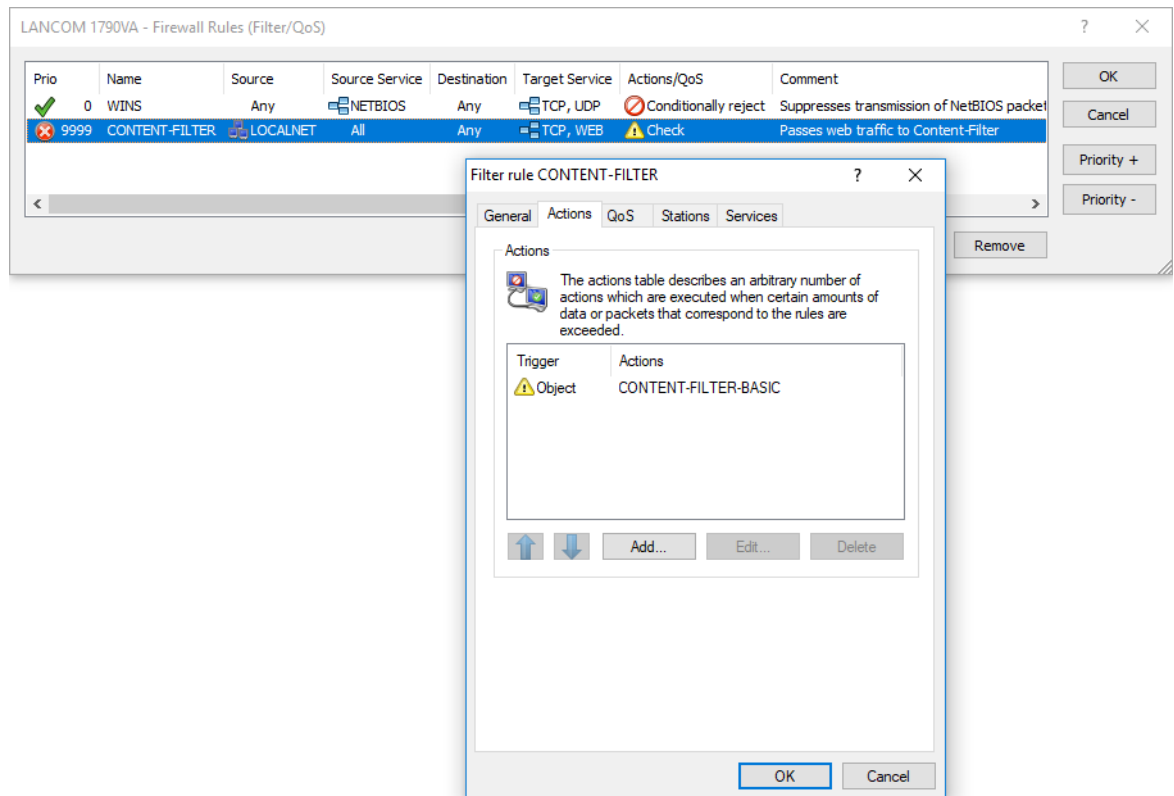 LANCOM 1790VA - Firewall Rules (Filter/QoS) ?
Prio Name Source Source Service Destination Target Service Actions/QoS Comment
0 WINS Any NETBIOS Any TCP, UDP Conditionally reject Suppresses transmission of NetBIOS packet
9999 CONTENT-FILTER LOCALNET All Any TCP, WEB Check Passes web traffic to Content-Filter
OK
Cancel
Priority +
Priority -
Remove
Filter rule CONTENT-FILTER ?
General Actions QoS Stations Services
Actions
The actions table describes an arbitrary number of
actions which are executed when certain amounts of
data or packets that correspond to the rules are
exceeded.
Trigger Actions
Object CONTENT-FILTER-BASIC
Add... Edit... Delete
OK Cancel